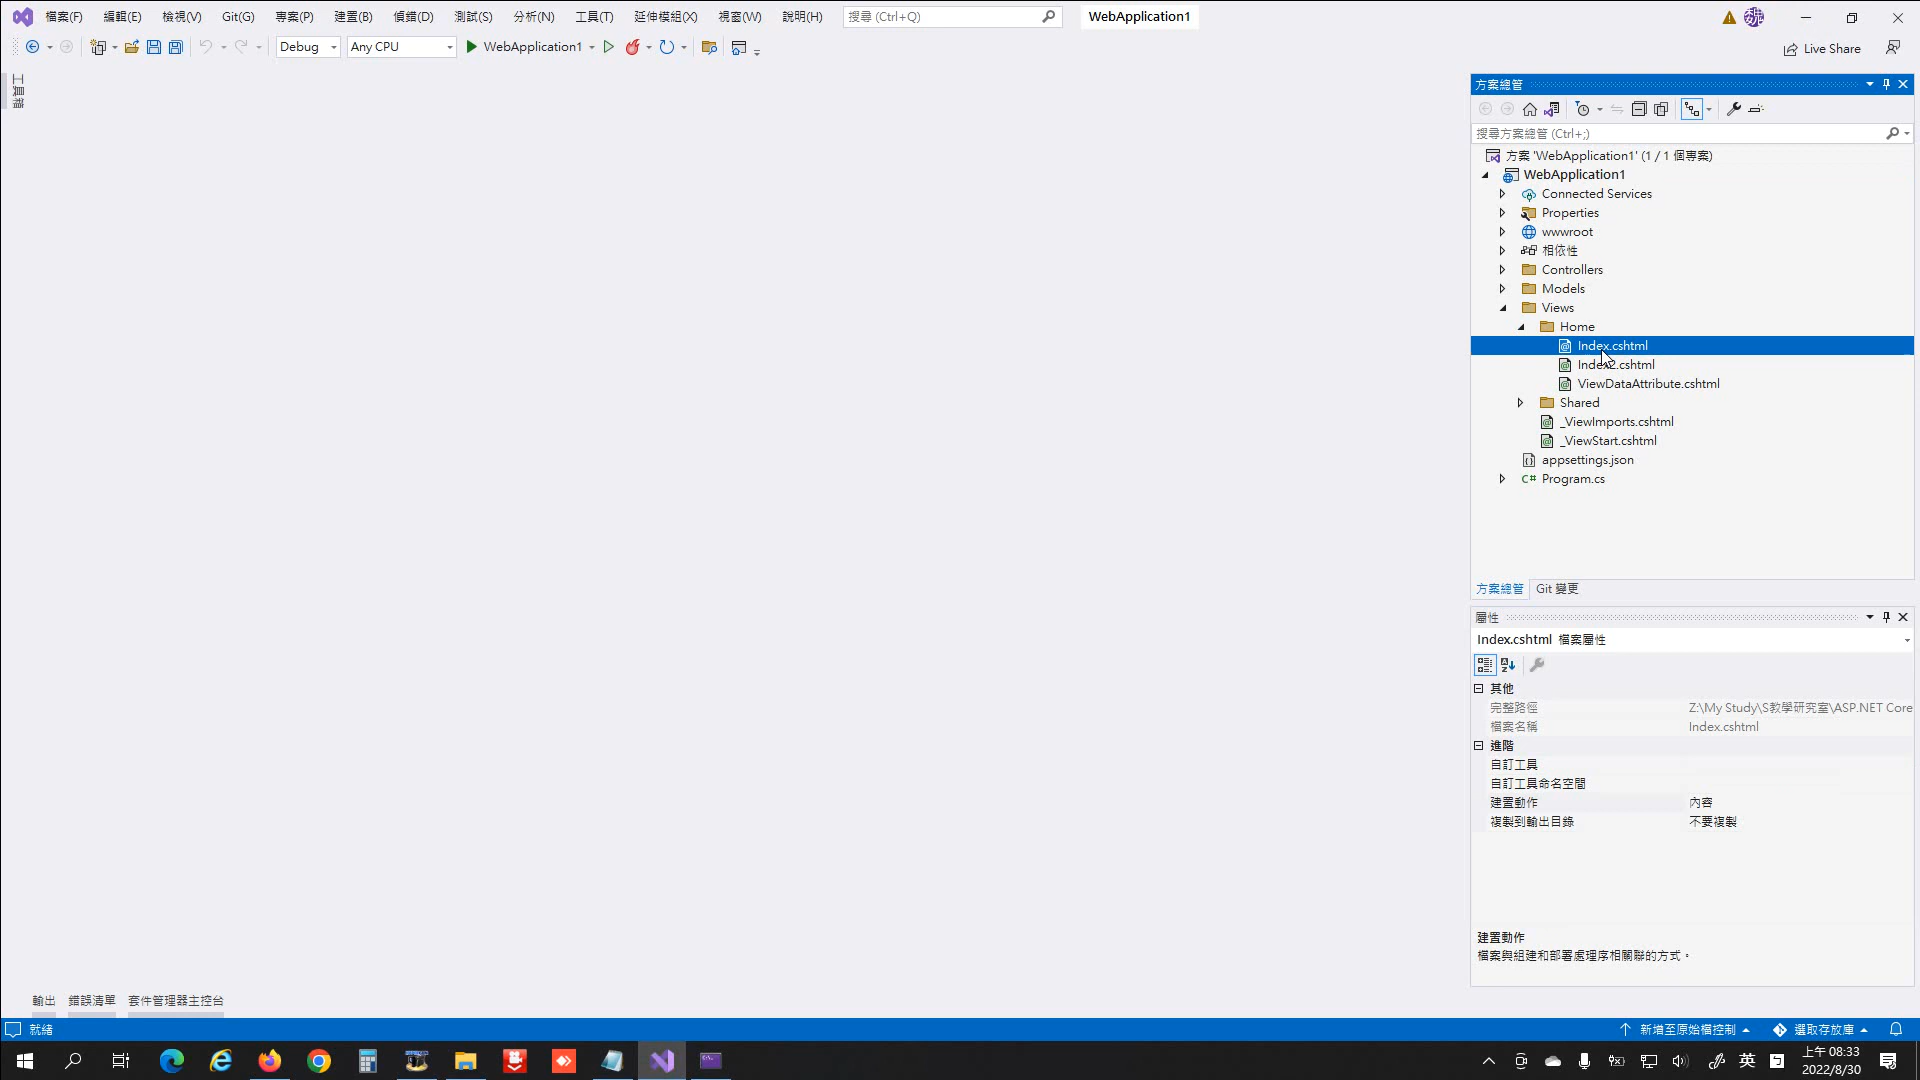 檔案(F) 編輯(E) 檢視(V) Git(G) 專案(P) 建置(B) 偵錯(D) 測試(S) 分析(N) 工具(T) 延伸模組(X) 視窗(W) 說明(H) 搜尋 (Ctrl+Q) WebApplication1 魏
Debug Any CPU WebApplication1 Live Share
工具箱
方案總管
搜尋方案總管 (Ctrl+;)
方案 'WebApplication1' (1 / 1 個專案)
WebApplication1
Connected Services
Properties
wwwroot
相依性
Controllers
Models
Views
Home
Index.cshtml
Index2.cshtml
ViewDataAttribute.cshtml
Shared
_ViewImports.cshtml
_ViewStart.cshtml
appsettings.json
C# Program.cs
方案總管 Git 變更
屬性
Index.cshtml 檔案屬性
其他
完整路徑 Z:\My Study\S教學研究室\ASP.NET Core
檔案名稱 Index.cshtml
進階
自訂工具
自訂工具命名空間
建置動作 內容
複製到輸出目錄 不要複製
建置動作
檔案與組建和部署處理序相關聯的方式。
輸出 錯誤清單 套件管理器主控台
就緒 新增至原始檔控制 選取存放庫
英 上午 08:33
2022/8/30